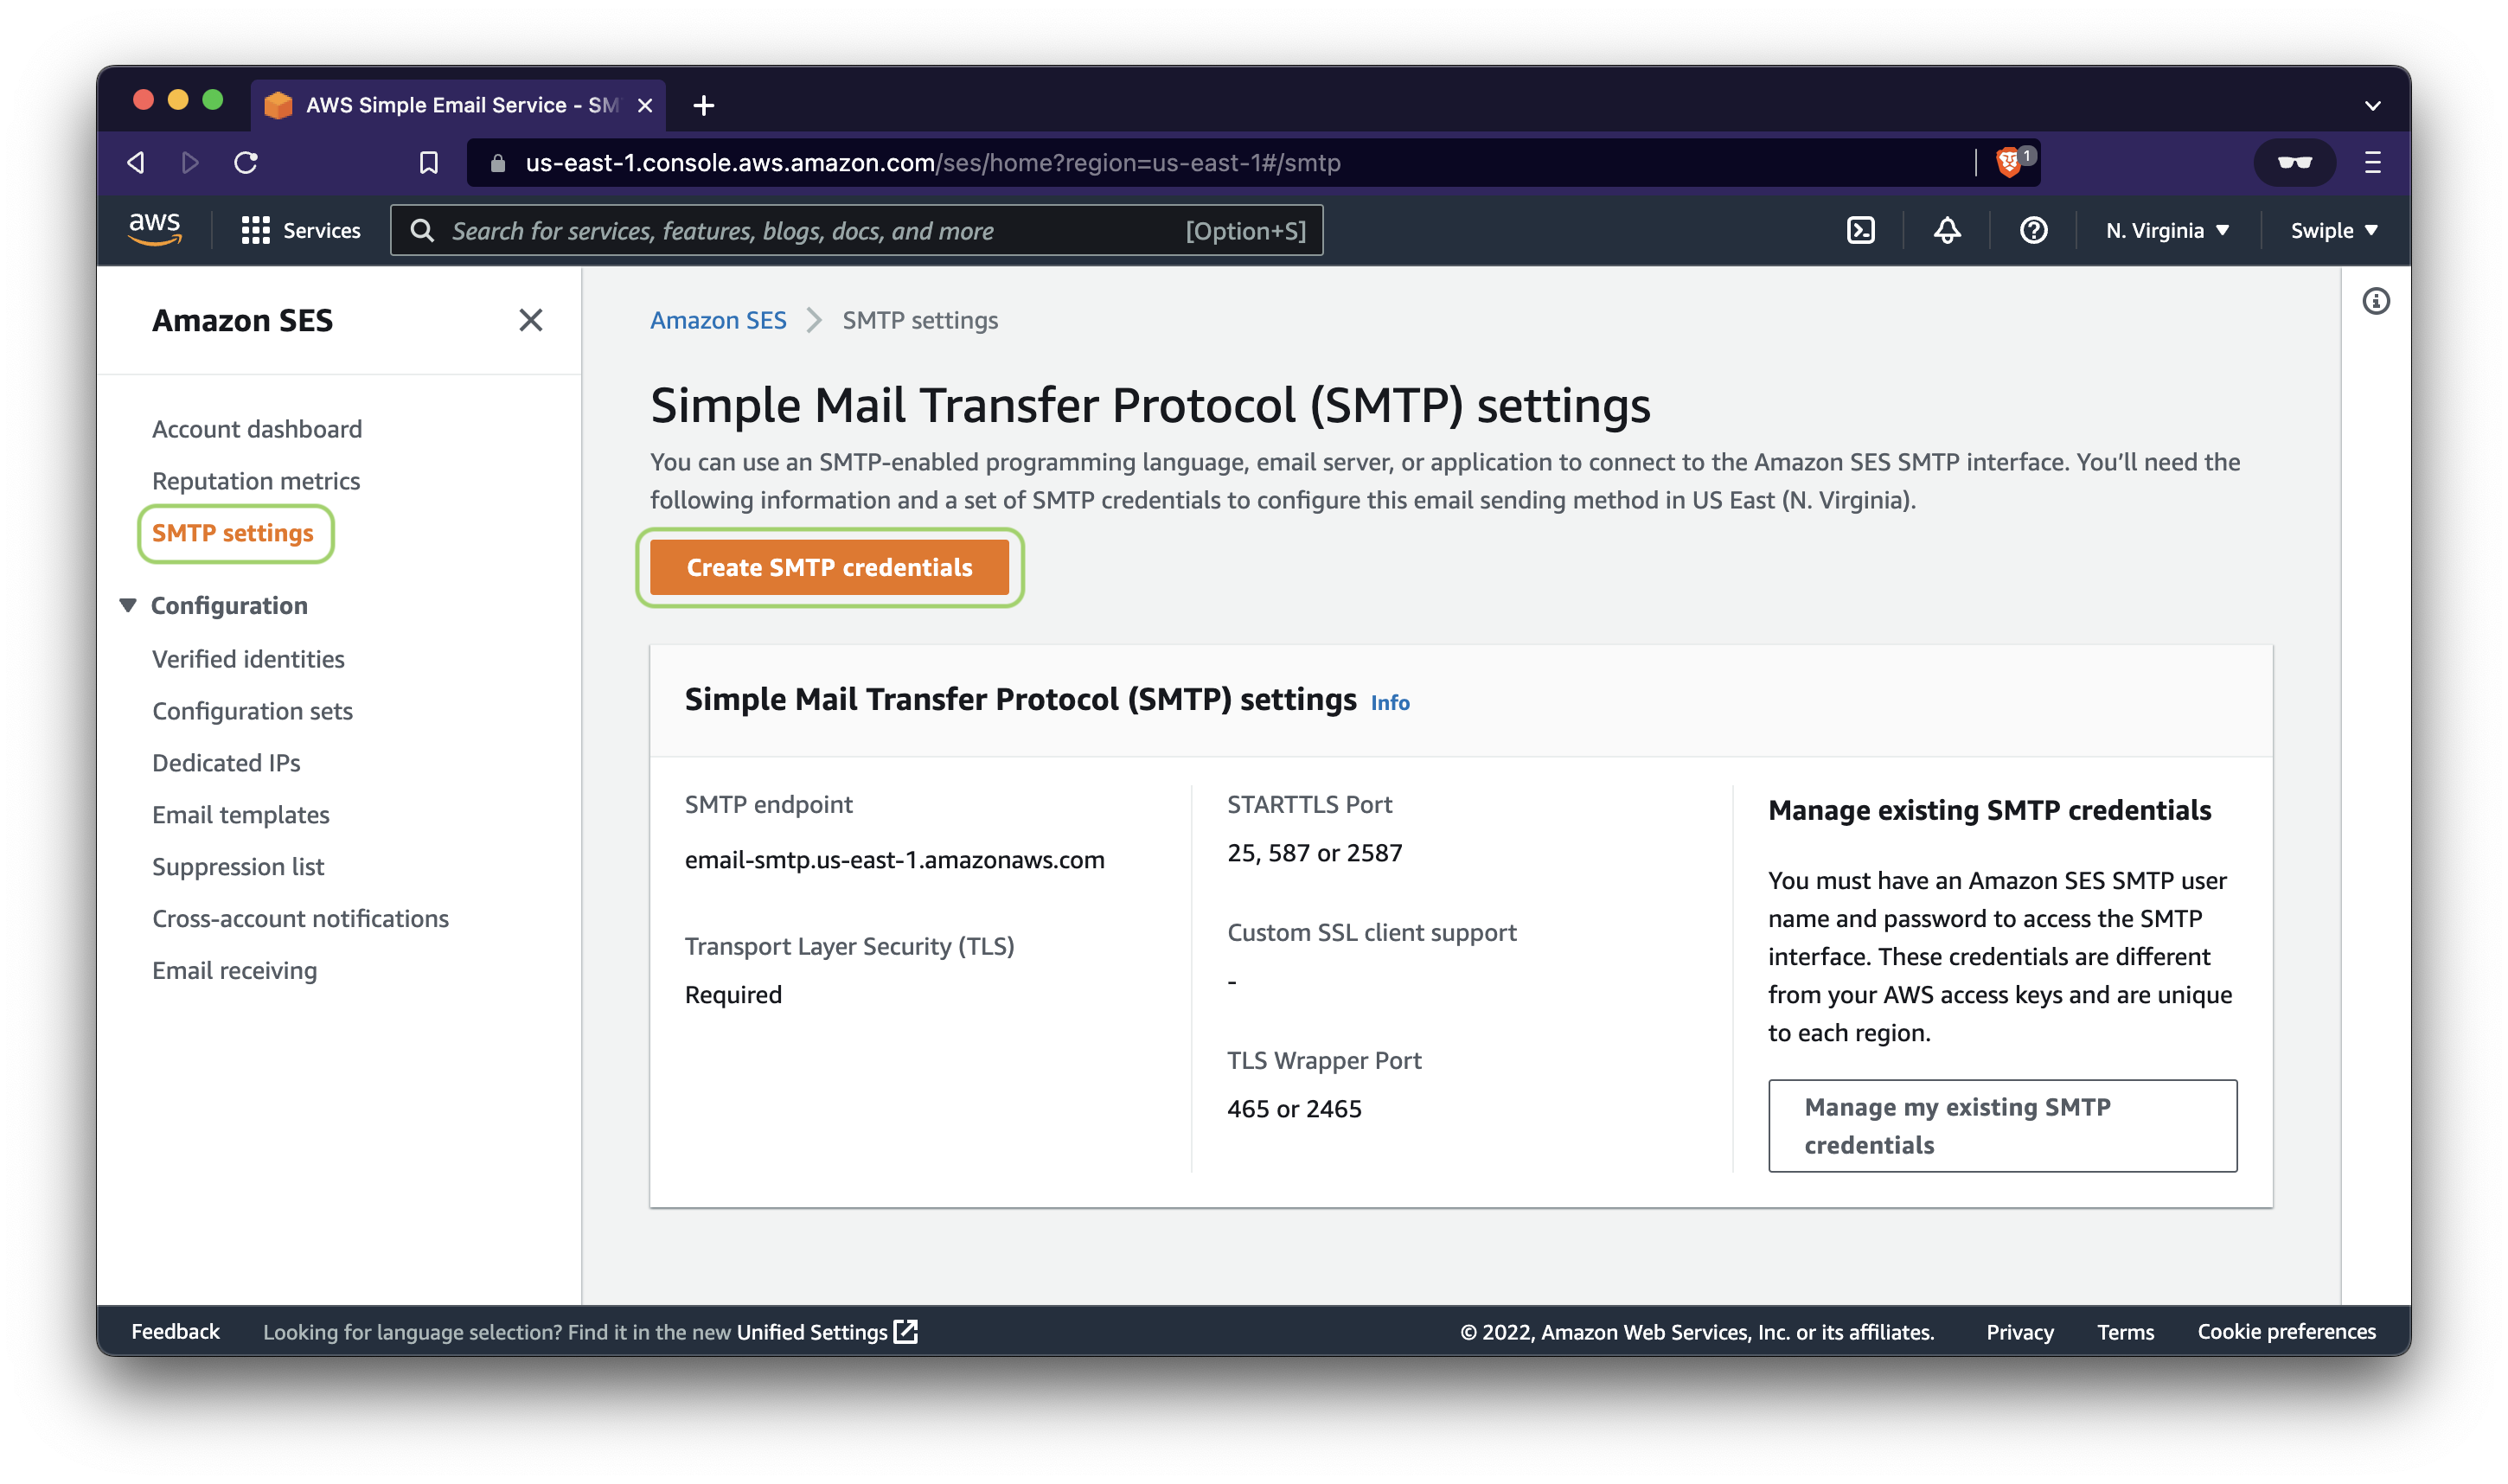 AWS Simple Email Service - SM
us-east-1.console.aws.amazon.com/ses/home?region=us-east-1#/smtp
1
aws
Services
Search for services, features, blogs, docs, and more
[Option+S]
N. Virginia
Swiple
Amazon SES
Account dashboard
Reputation metrics
SMTP settings
Configuration
Verified identities
Configuration sets
Dedicated IPs
Email templates
Suppression list
Cross-account notifications
Email receiving
Amazon SES
SMTP settings
Simple Mail Transfer Protocol (SMTP) settings
You can use an SMTP-enabled programming language, email server, or application to connect to the Amazon SES SMTP interface. You’ll need the
following information and a set of SMTP credentials to configure this email sending method in US East (N. Virginia).
Create SMTP credentials
Simple Mail Transfer Protocol (SMTP) settings Info
SMTP endpoint
email-smtp.us-east-1.amazonaws.com
Transport Layer Security (TLS)
Required
STARTTLS Port
25, 587 or 2587
Custom SSL client support
-
TLS Wrapper Port
465 or 2465
Manage existing SMTP credentials
You must have an Amazon SES SMTP user
name and password to access the SMTP
interface. These credentials are different
from your AWS access keys and are unique
to each region.
Manage my existing SMTP
credentials
Feedback
Looking for language selection? Find it in the new Unified Settings
© 2022, Amazon Web Services, Inc. or its affiliates.
Privacy
Terms
Cookie preferences